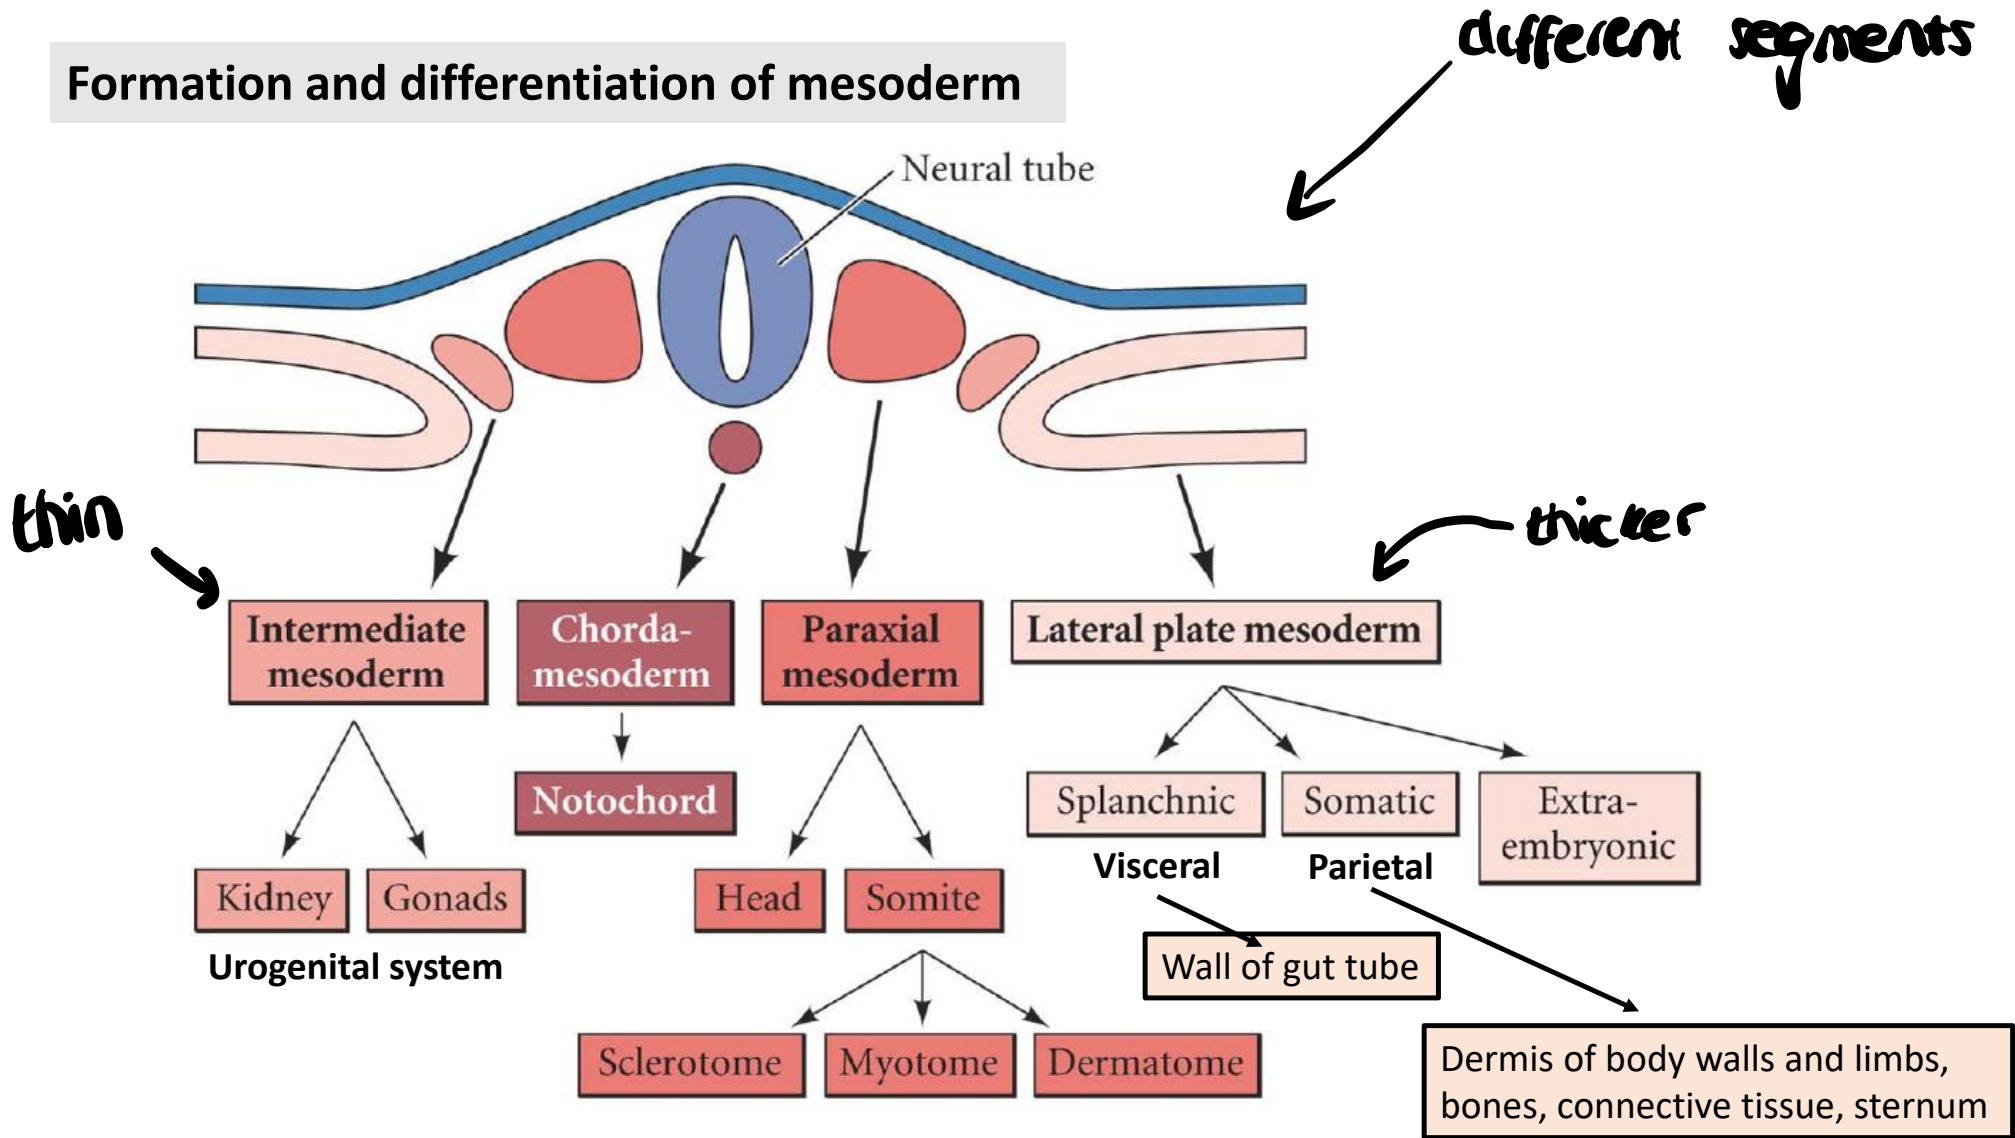 different segments
Formation and differentiation of mesoderm
Neural tube
thin
thicker
Intermediate
mesoderm
Chorda-
mesoderm
Paraxial
mesoderm
Lateral plate mesoderm
Notochord
Splanchnic
Somatic
Extra-
embryonic
Visceral
Parietal
Kidney
Gonads
Head
Somite
Urogenital system
Wall of gut tube
Sclerotome
Myotome
Dermatome
Dermis of body walls and limbs,
bones, connective tissue, sternum